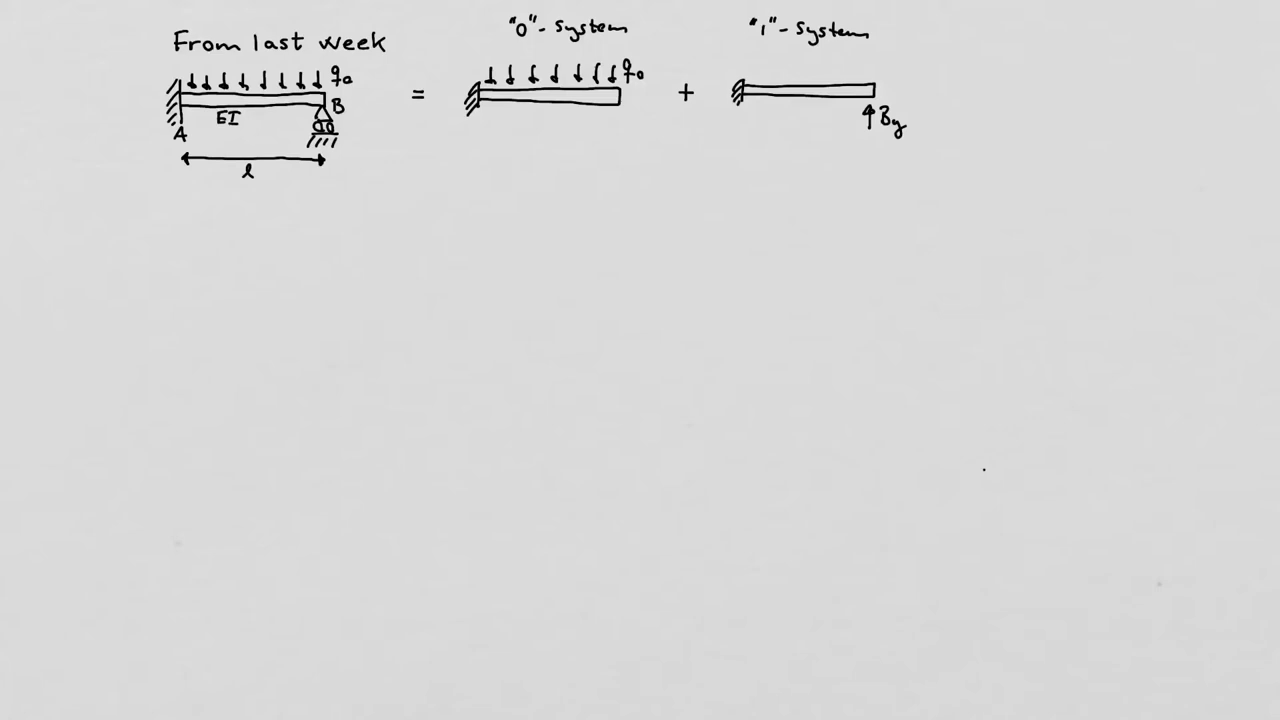 "0"-System
"1"-System
From last week
q₀
=
q₀
+
A
EI
B
By
l